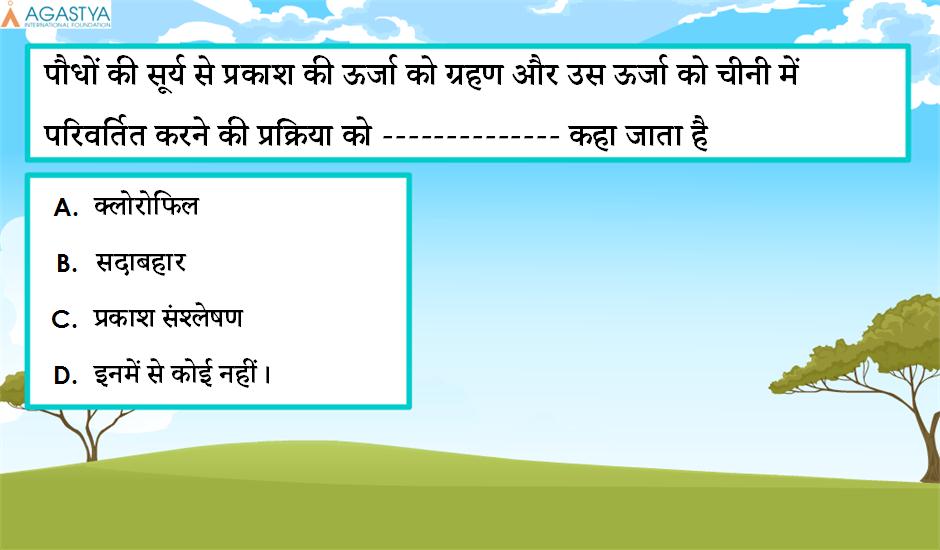 AGASTYA
INTERNATIONAL FOUNDATION
पौधों की सूर्य से प्रकाश की ऊर्जा को ग्रहण और उस ऊर्जा को चीनी में
परिवर्तित करने की प्रक्रिया को -------------- कहा जाता है
A. क्लोरोफिल
B. सदाबहार
C. प्रकाश संश्लेषण
D. इनमें से कोई नहीं।